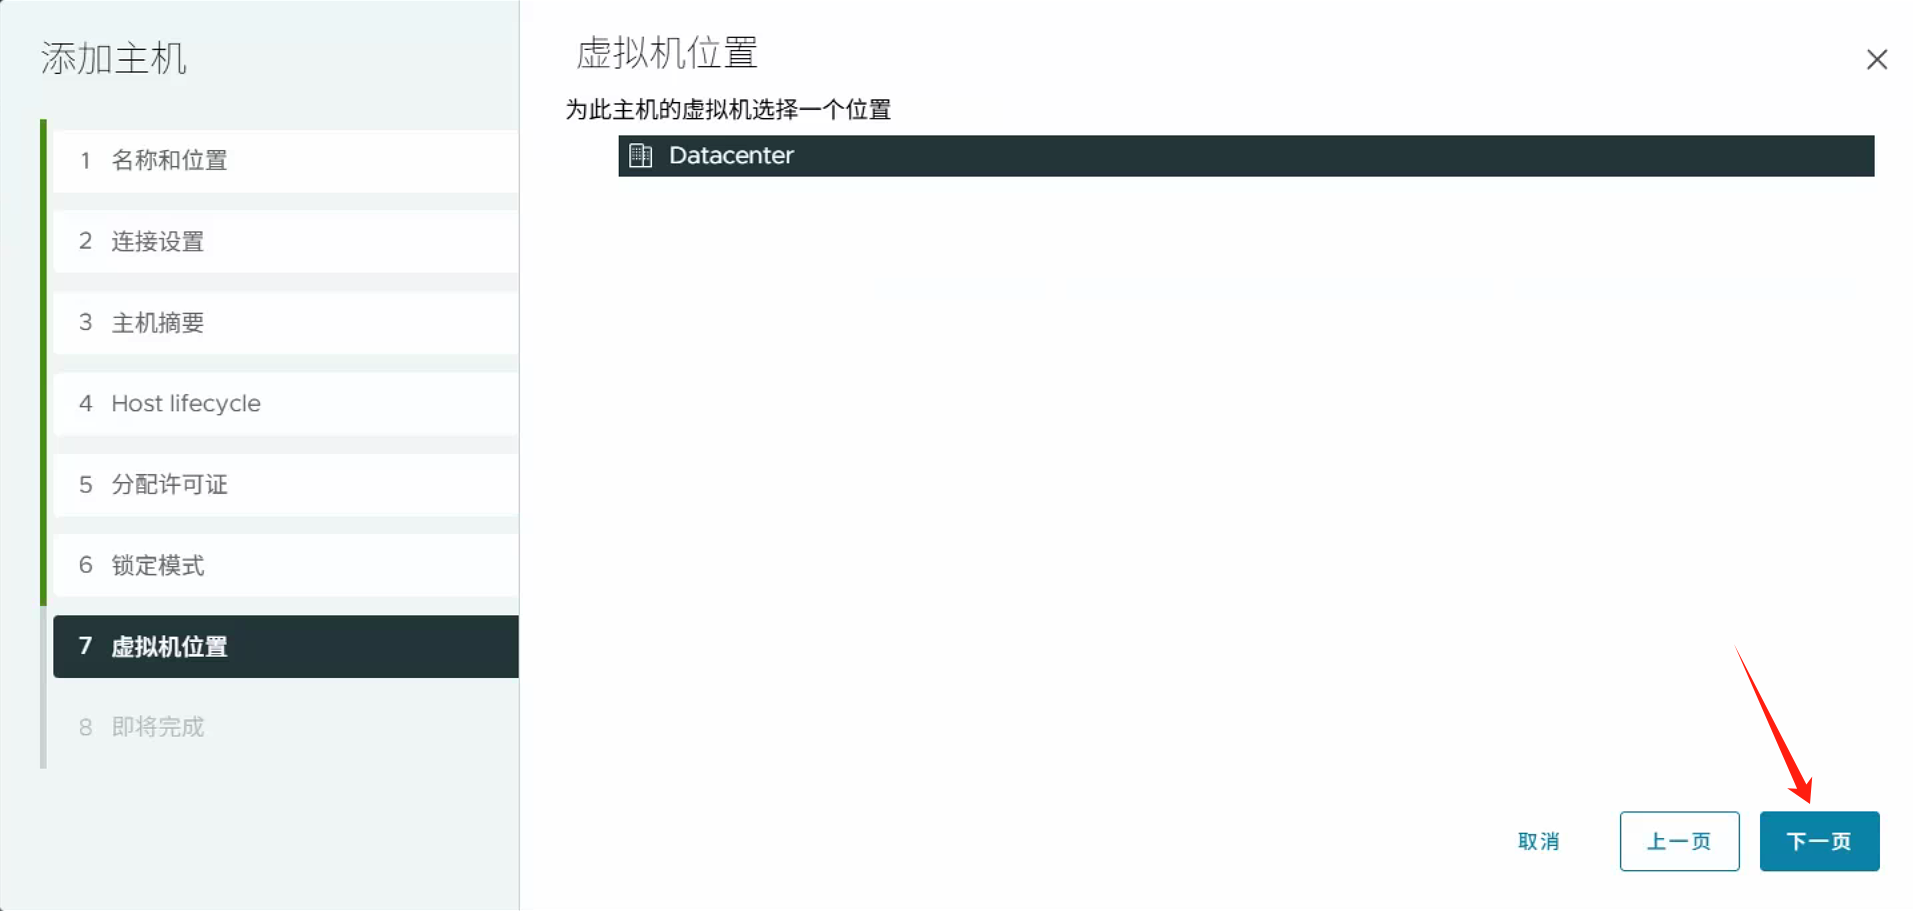 添加主机
1 名称和位置
2 连接设置
3 主机摘要
4 Host lifecycle
5 分配许可证
6 锁定模式
7 虚拟机位置
8 即将完成
虚拟机位置
为此主机的虚拟机选择一个位置
Datacenter
取消
上一页
下一页